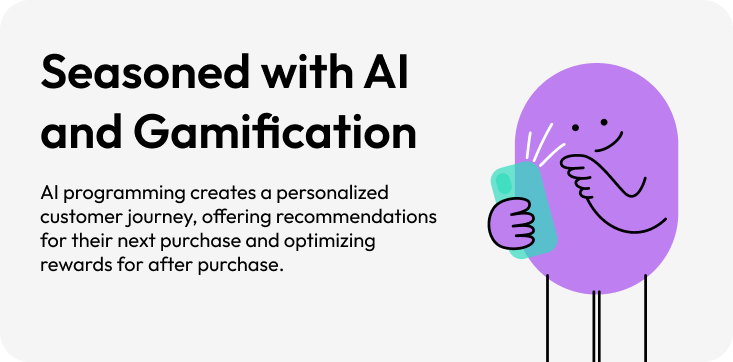 Seasoned with AI
and Gamification
AI programming creates a personalized
customer journey, offering recommendations
for their next purchase and optimizing
rewards for after purchase.